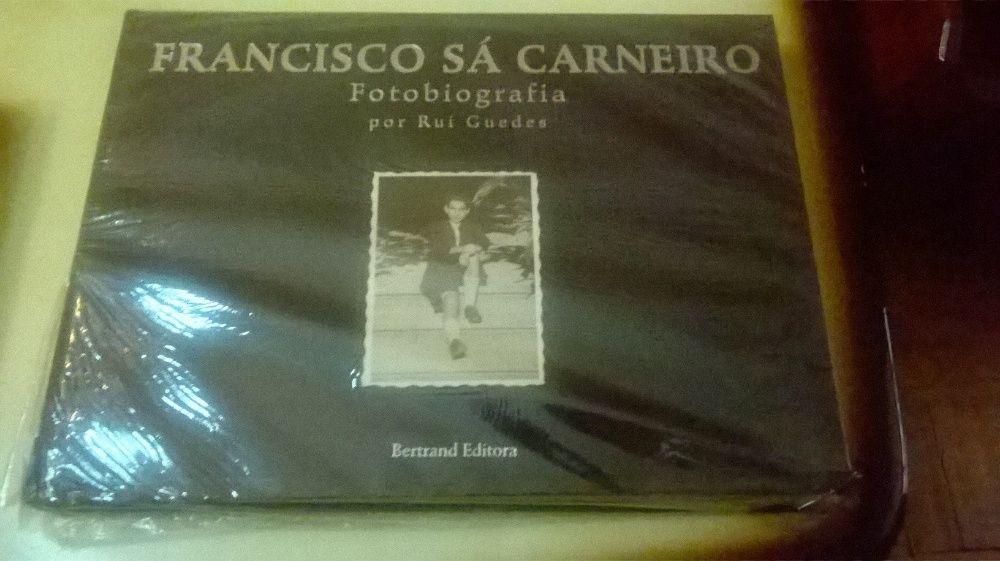 FRANCISCO SÁ CARNEIRO
Fotobiografia
por Rui Guedes
Bertrand Editora